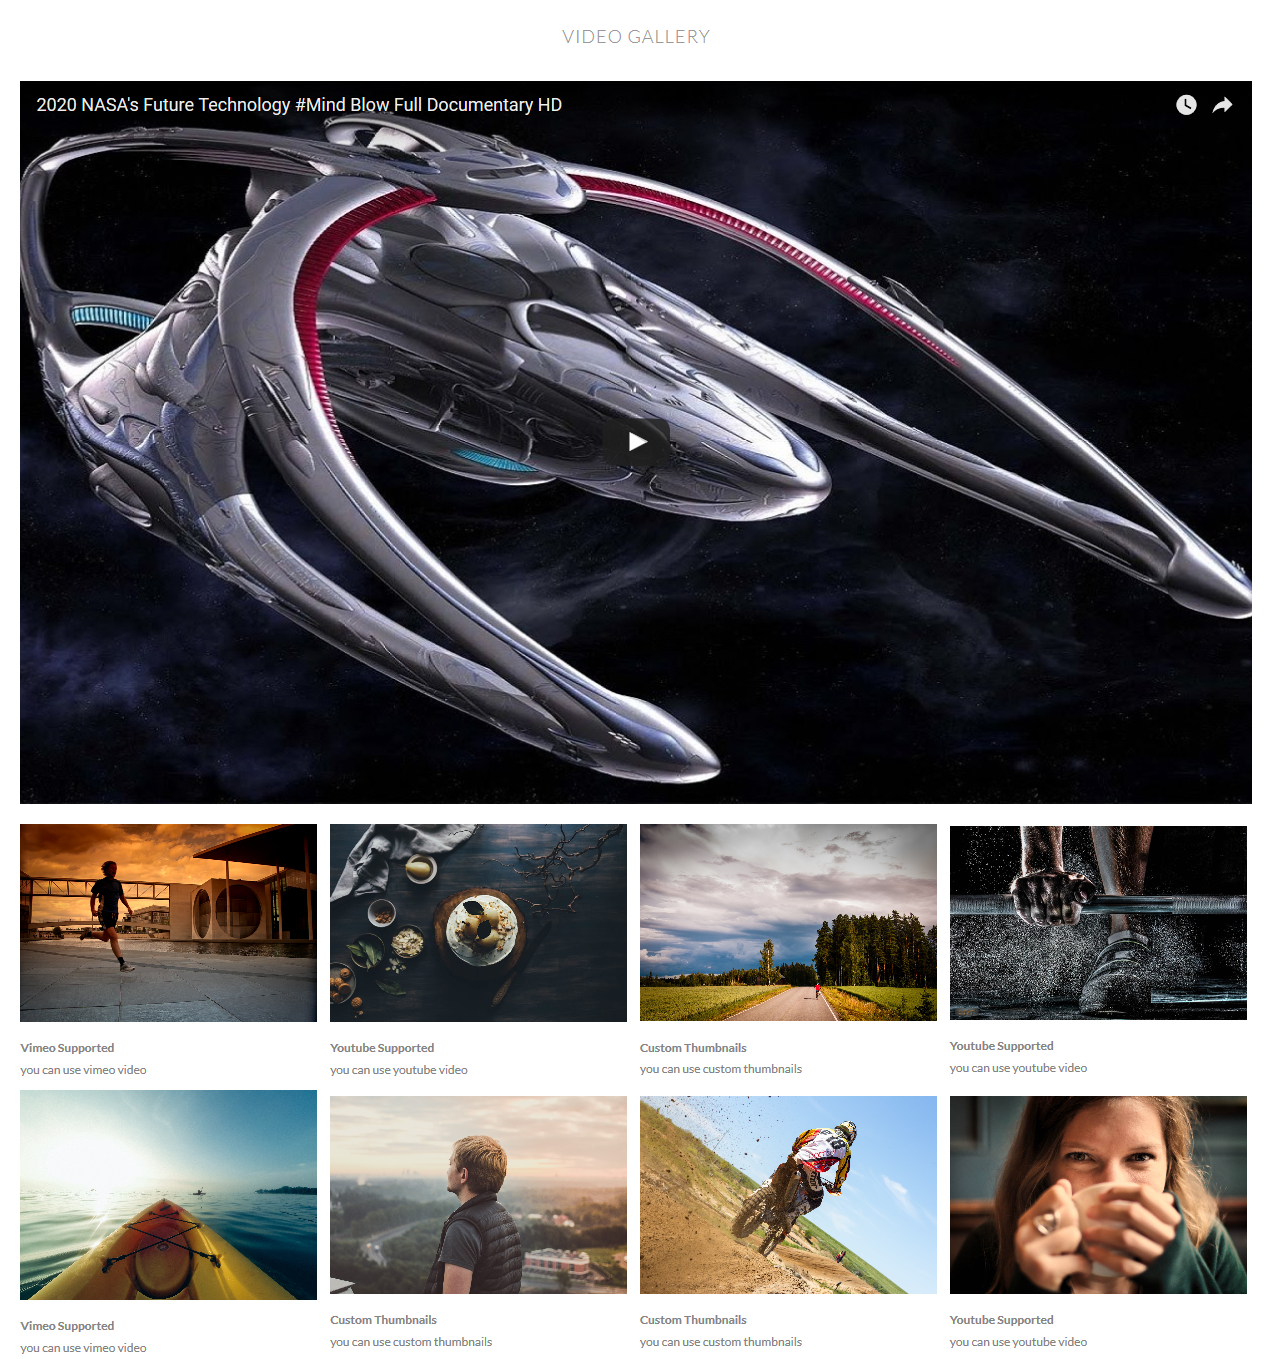 VIDEO GALLERY
2020 NASA's Future Technology #Mind Blow Full Documentary HD
Vimeo Supported
you can use vimeo video
Youtube Supported
you can use youtube video
Custom Thumbnails
you can use custom thumbnails
Youtube Supported
you can use youtube video
Vimeo Supported
you can use vimeo video
Custom Thumbnails
you can use custom thumbnails
Custom Thumbnails
you can use custom thumbnails
Youtube Supported
you can use youtube video